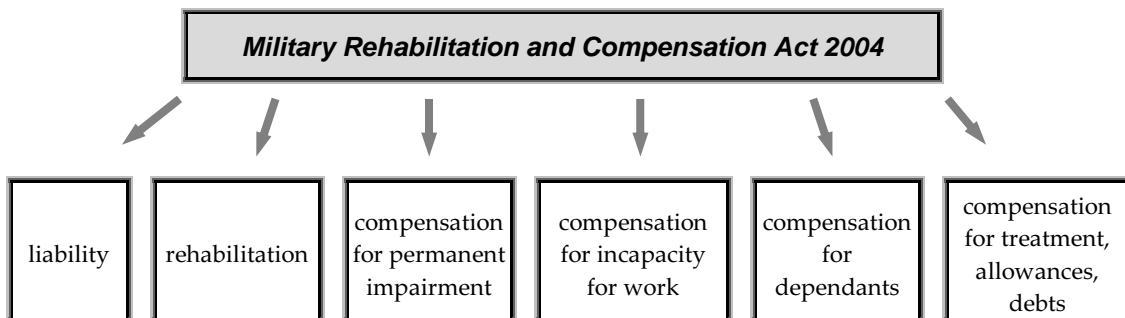 Military Rehabilitation and Compensation Act 2004
liability
rehabilitation
compensation
for permanent
impairment
compensation
for incapacity
for work
compensation
for
dependants
compensation
for treatment,
allowances,
debts